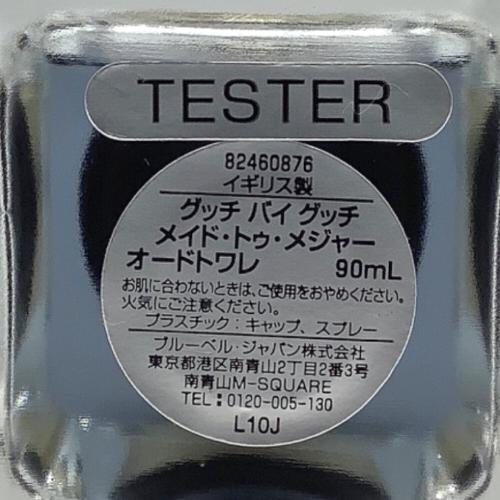 TESTER
82460876
イギリス製
グッチ バイ グッチ
メイド・トゥ・メジャー
オードトワレ 90mL
お肌に合わないときは、ご使用をおやめください。
火気にご注意ください。
プラスチック：キャップ、スプレー
ブルーベル・ジャパン株式会社
東京都港区南青山2丁目2番3号
南青山M-SQUARE
TEL：0120-005-130
L10J